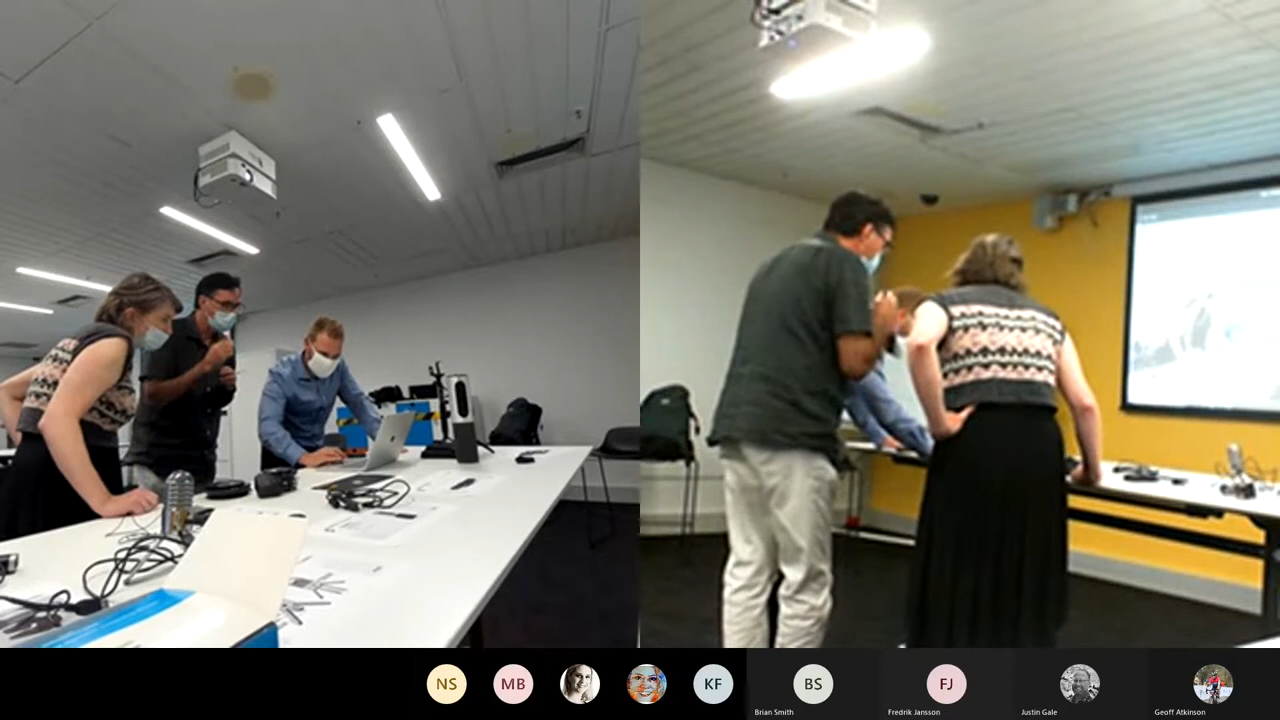 NS
MB
KF
BS
FJ
Brian Smith
Fredrik Jansson
Justin Gale
Geoff Atkinson